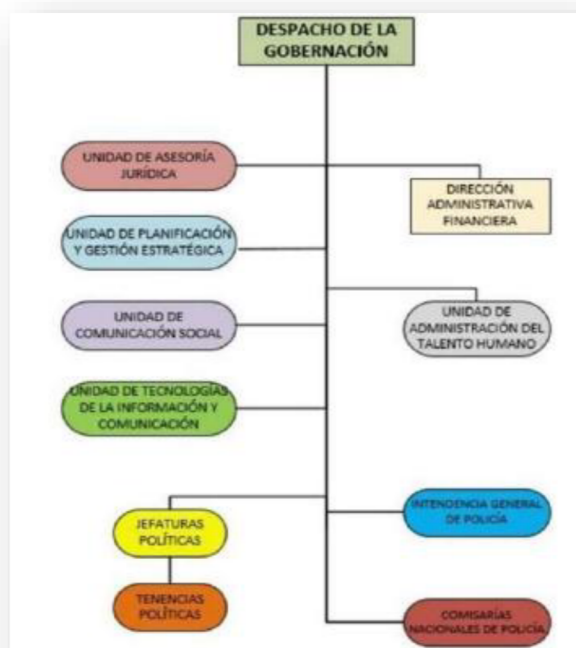 DESPACHO DE LA
GOBERNACIÓN
UNIDAD DE ASESORÍA
JURÍDICA
DIRECCIÓN
ADMINISTRATIVA
FINANCIERA
UNIDAD DE PLANIFICACIÓN
Y GESTIÓN ESTRATÉGICA
UNIDAD DE
COMUNICACIÓN SOCIAL
UNIDAD DE
ADMINISTRACIÓN DEL
TALENTO HUMANO
UNIDAD DE TECNOLOGÍAS
DE LA INFORMACIÓN Y
COMUNICACIÓN
JEFATURAS
POLÍTICAS
INTENDENCIA GENERAL
DE POLICÍA
TENENCIAS
POLÍTICAS
COMISARÍAS
NACIONALES DE POLICÍA